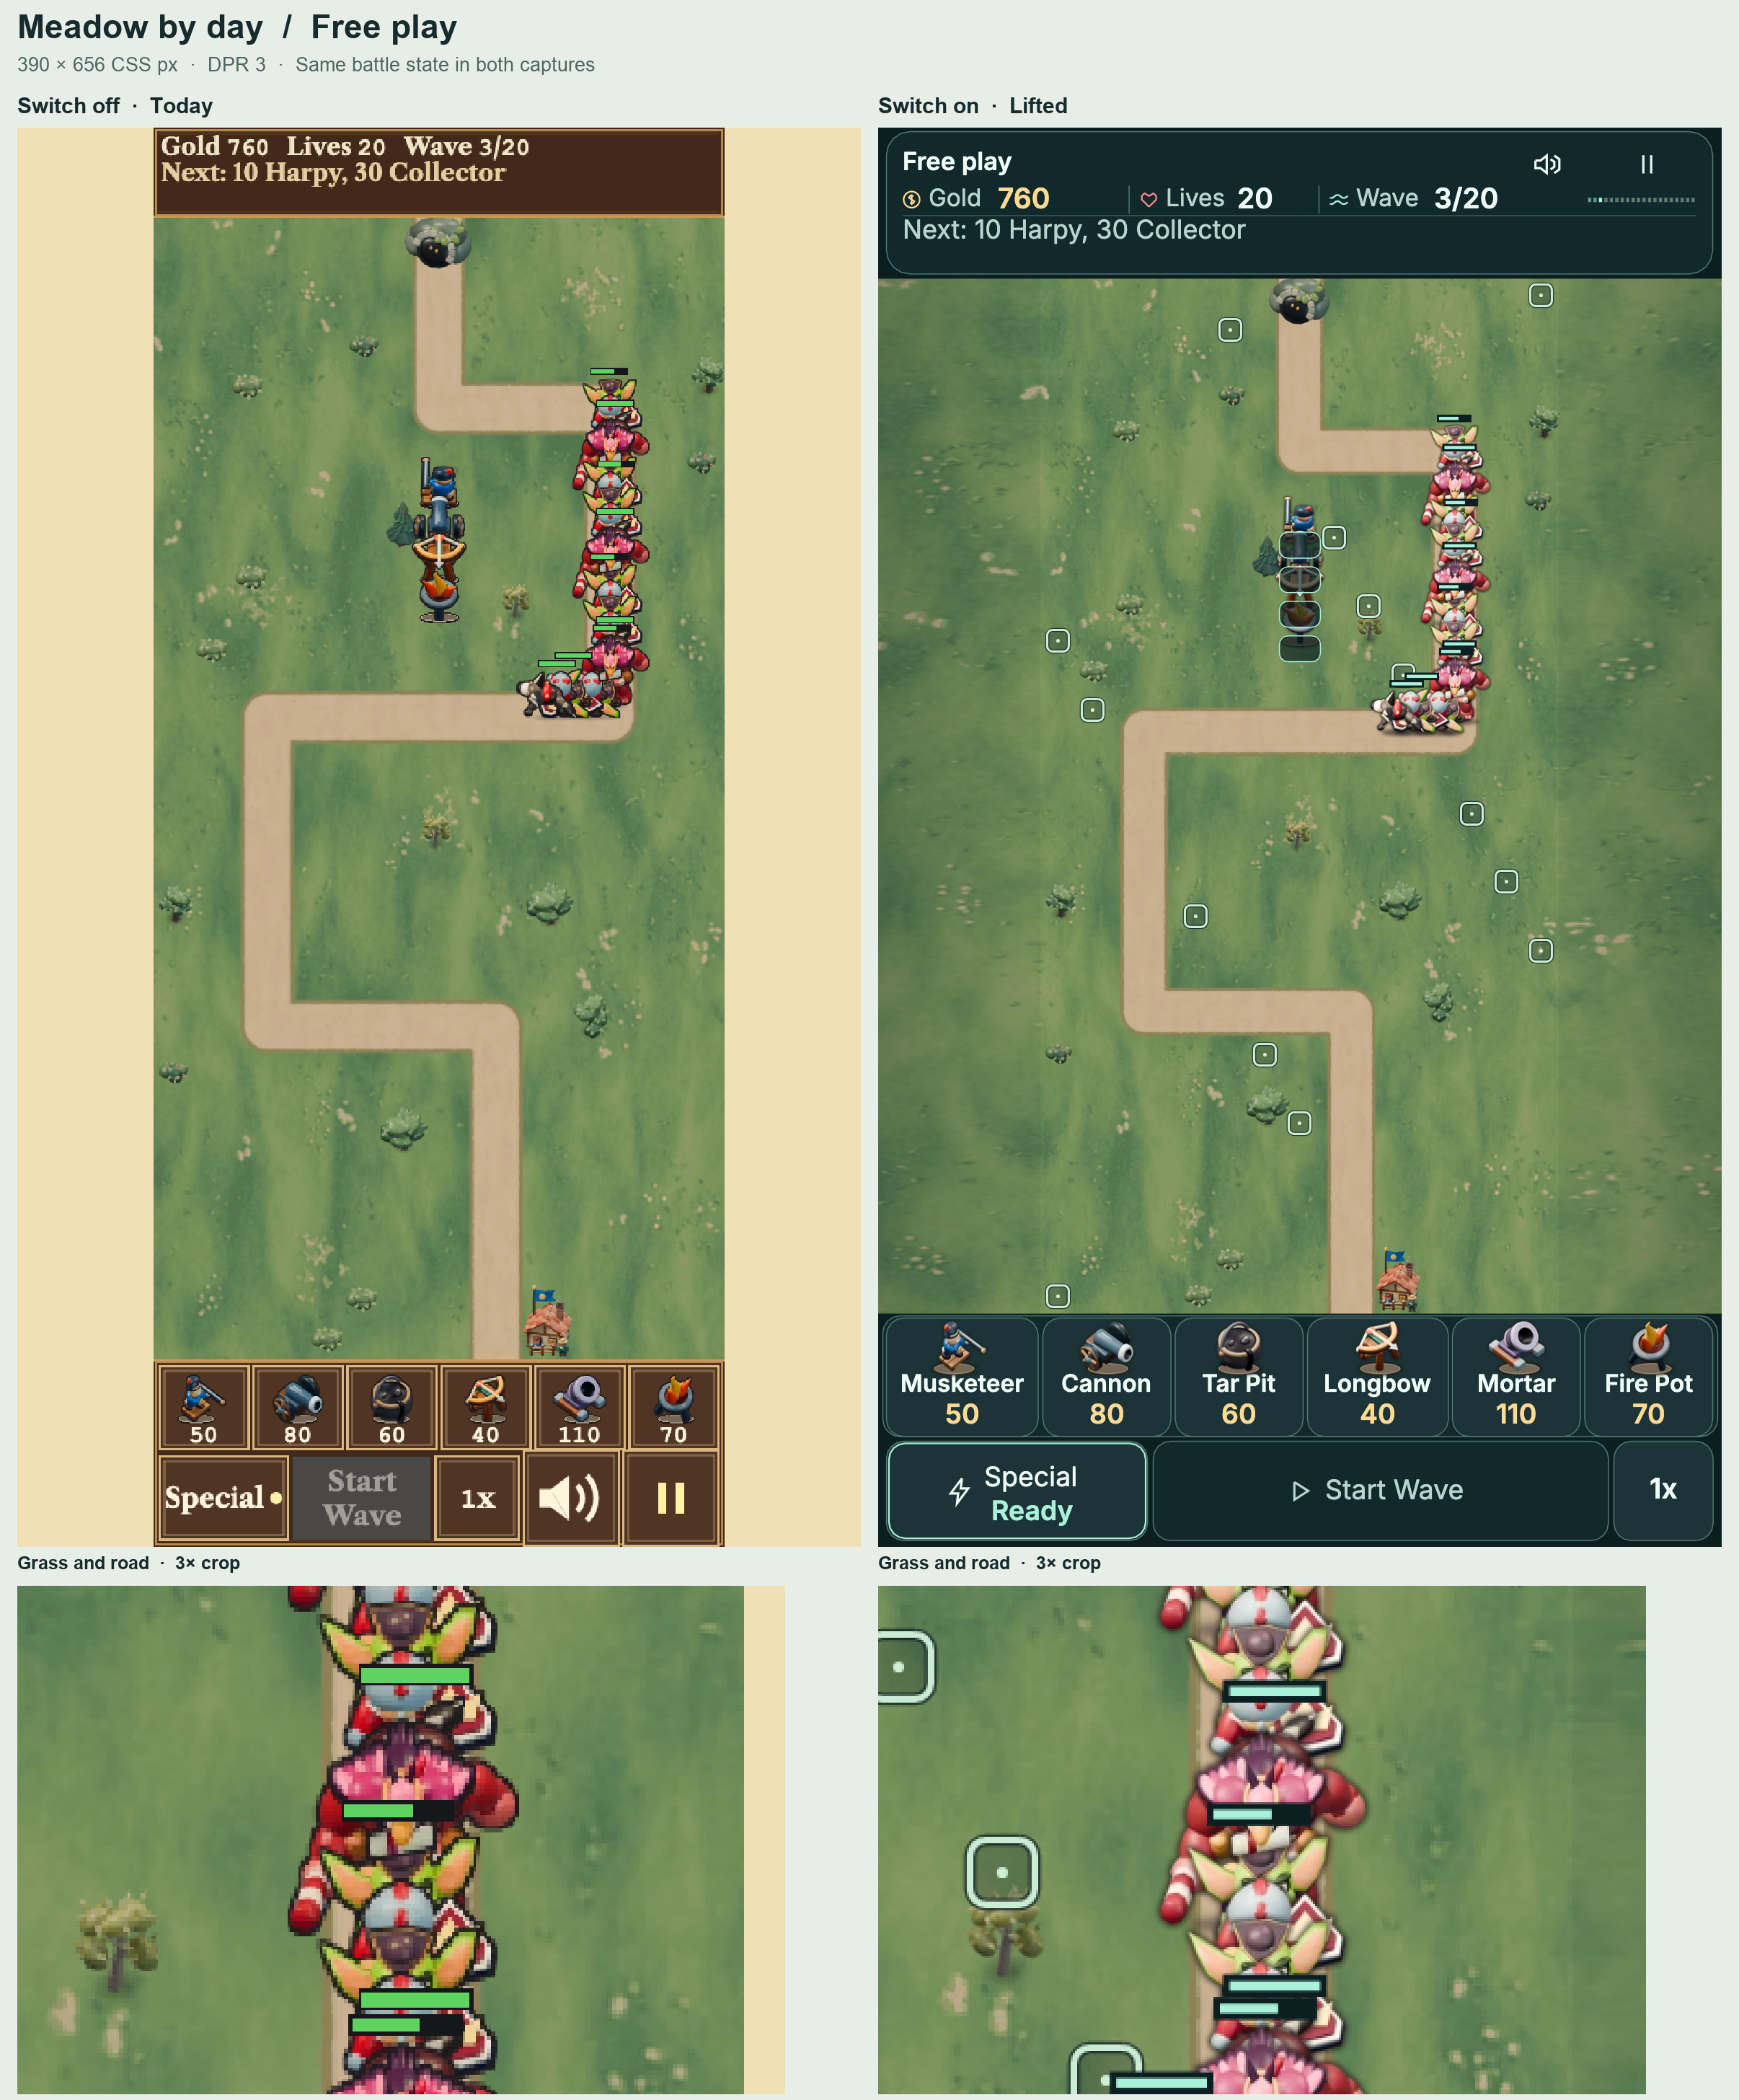 Meadow by day / Free play
390 × 656 CSS px · DPR 3 · Same battle state in both captures
Switch off · Today
Gold 760 Lives 20 Wave 3/20
Next: 10 Harpy, 30 Collector
50 80 60 40 110 70
Special Start Wave 1x
Grass and road · 3× crop
Switch on · Lifted
Free play
Gold 760 Lives 20 Wave 3/20
Next: 10 Harpy, 30 Collector
Musketeer Cannon Tar Pit Longbow Mortar Fire Pot
50 80 60 40 110 70
Special Ready Start Wave 1x
Grass and road · 3× crop